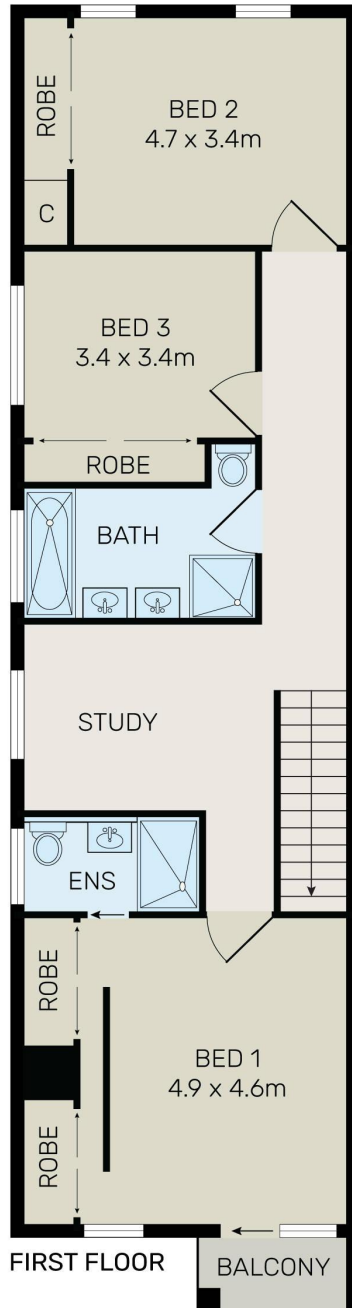 ROBE
BED 2
4.7 x 3.4m
C
BED 3
3.4 x 3.4m
ROBE
BATH
STUDY
ENS
ROBE
BED 1
4.9 x 4.6m
ROBE
FIRST FLOOR
BALCONY